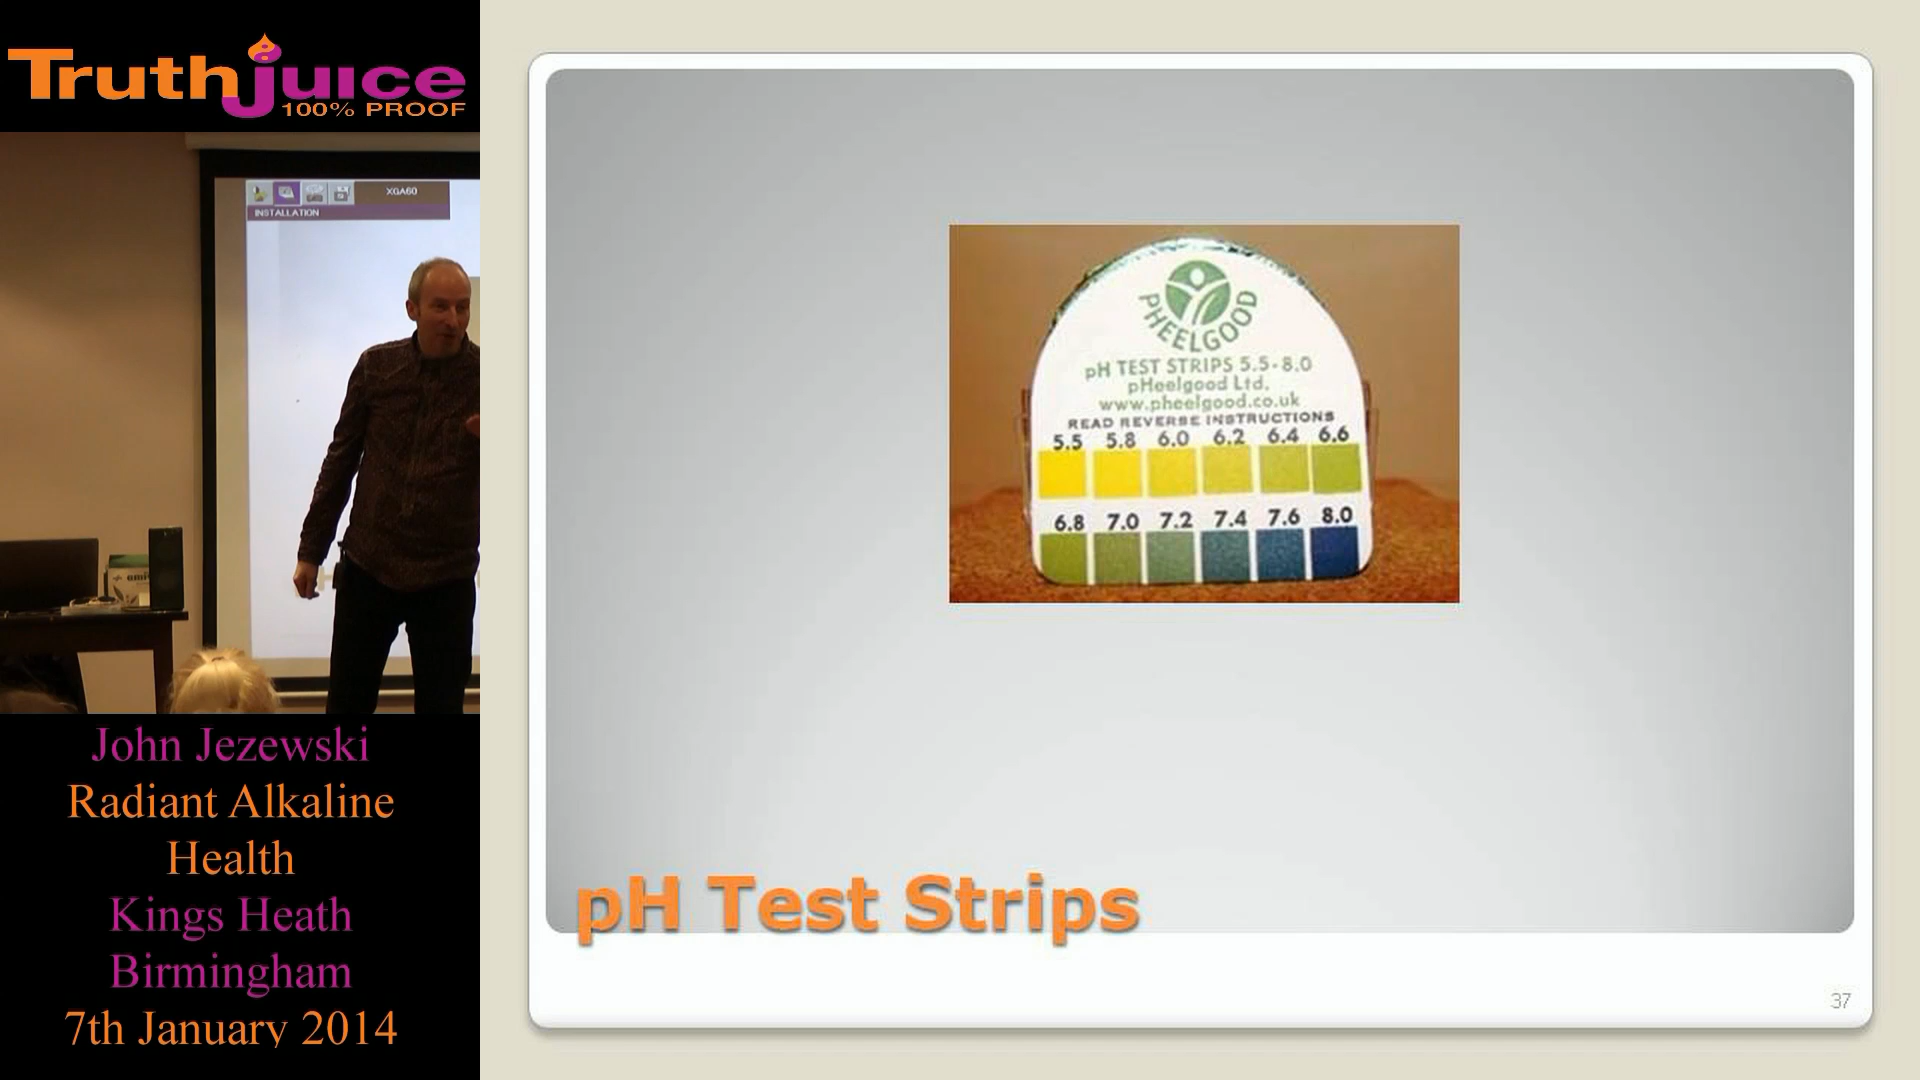 Truthjuice
100% PROOF
XGA60
INSTALLATION
John Jezewski
Radiant Alkaline
Health
Kings Heath
Birmingham
7th January 2014
PHEELGOOD
pH TEST STRIPS 5.5-8.0
pHeelgood Ltd.
www.pheelgood.co.uk
READ REVERSE INSTRUCTIONS
5.5 5.8 6.0 6.2 6.4 6.6
6.8 7.0 7.2 7.4 7.6 8.0
pH Test Strips
37